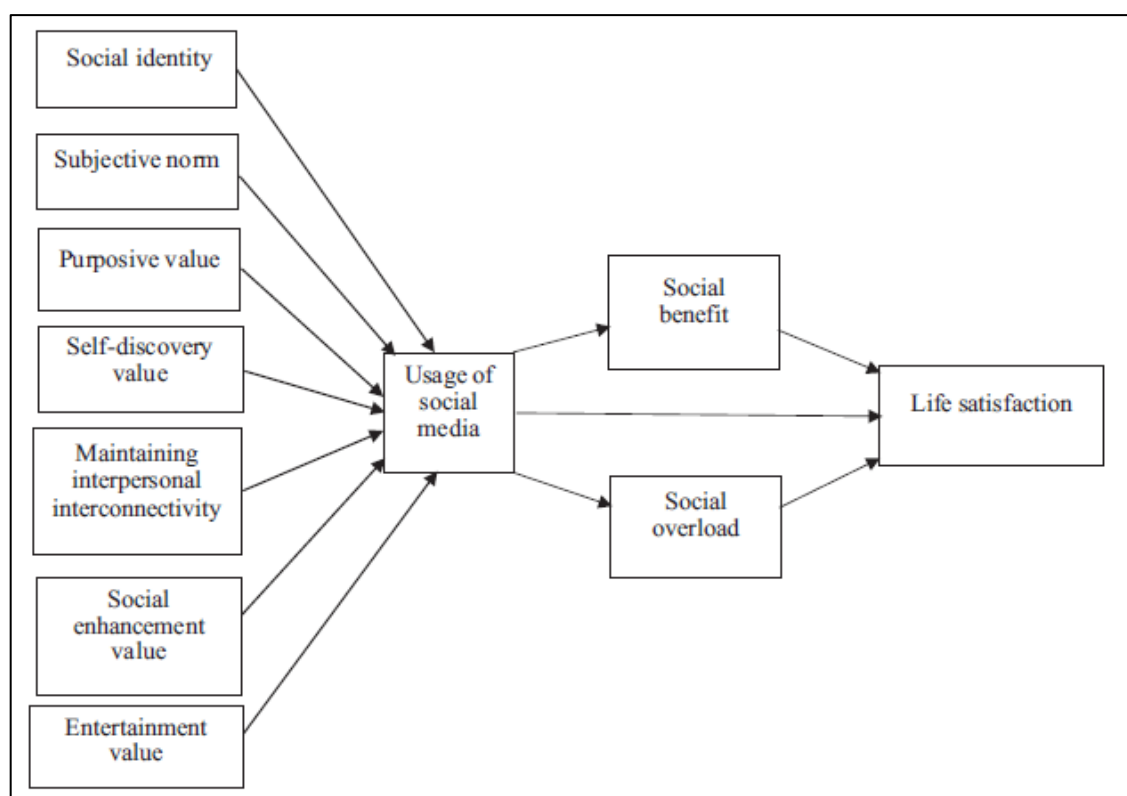 Social identity
Subjective norm
Purposive value
Self-discovery
value
Maintaining
interpersonal
interconnectivity
Social
enhancement
value
Entertainment
value
Usage of
social
media
Social
benefit
Social
overload
Life satisfaction